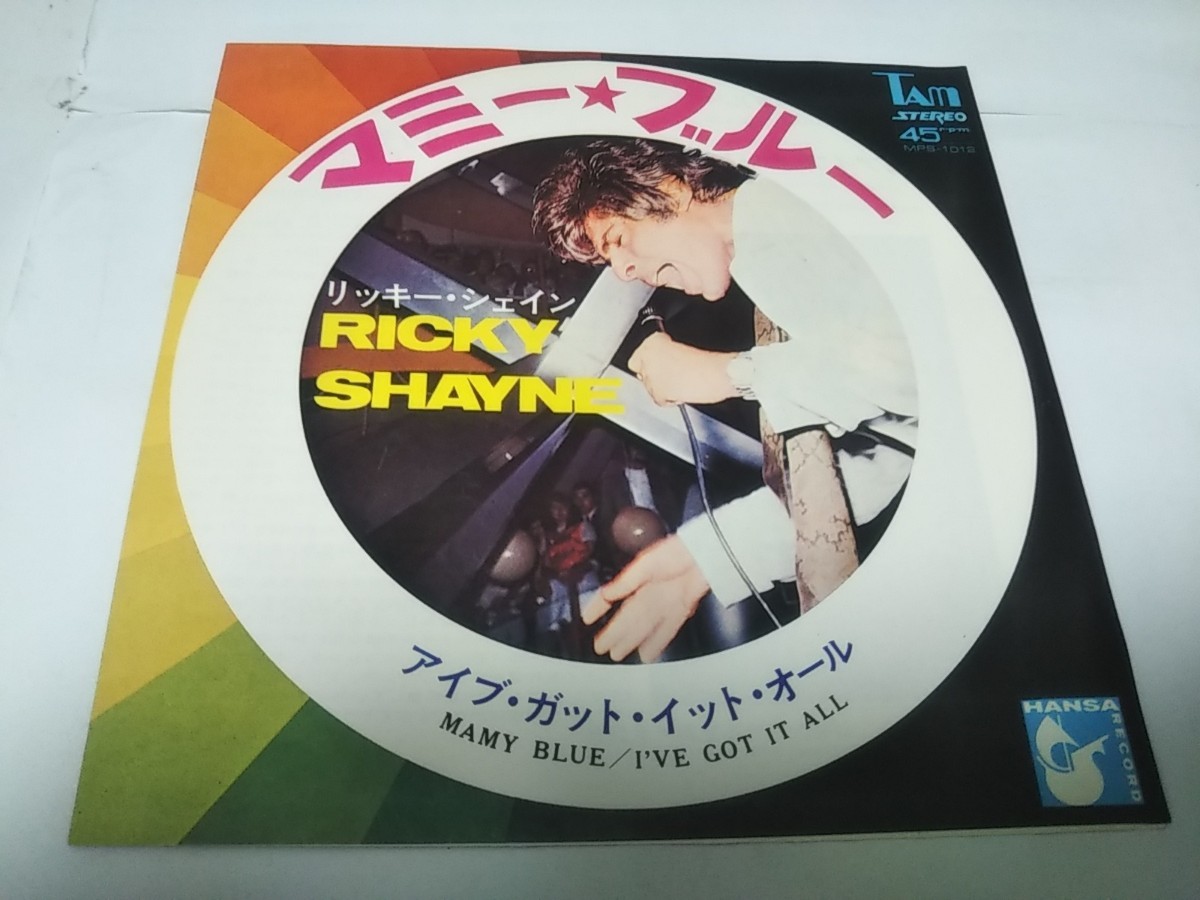 マミー★ブルー
TAM
STEREO
45rpm
MPS-1012
リッキー・シェイン
RICKY
SHAYNE
アイブ・ガット・イット・オール
MAMY BLUE/I'VE GOT IT ALL
HANSA
RECORD